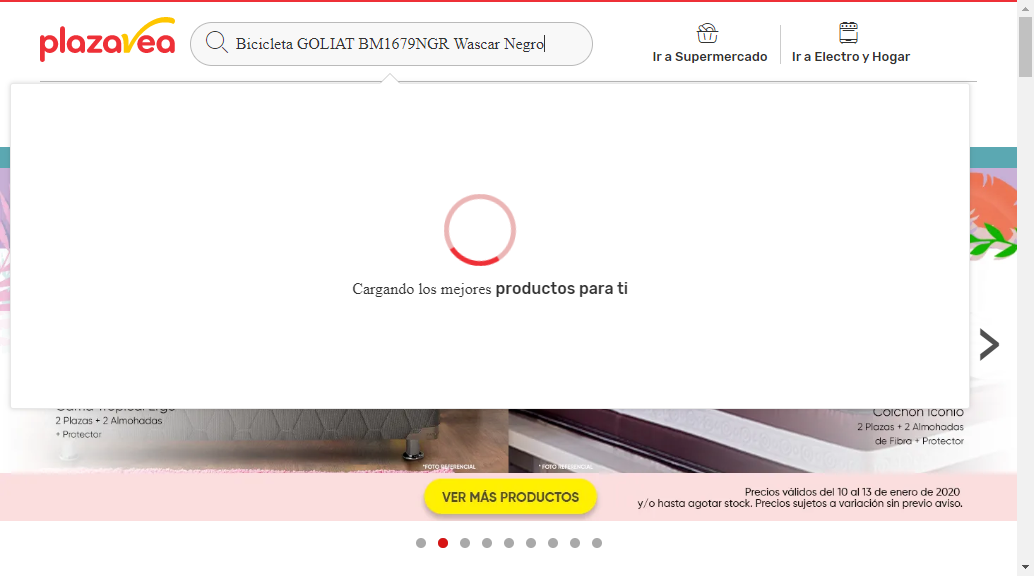 plazavea
Bicicleta GOLIAT BM1679NGR Wascar Negro
Ir a Supermercado
Ir a Electro y Hogar
Cargando los mejores productos para ti
2 Plazas + 2 Almohadas
+ Protector
Colchón Iconio
2 Plazas + 2 Almohadas
de Fibra + Protector
*FOTO REFERENCIAL
*FOTO REFERENCIAL
VER MÁS PRODUCTOS
Precios válidos del 10 al 13 de enero de 2020
y/o hasta agotar stock. Precios sujetos a variación sin previo aviso.